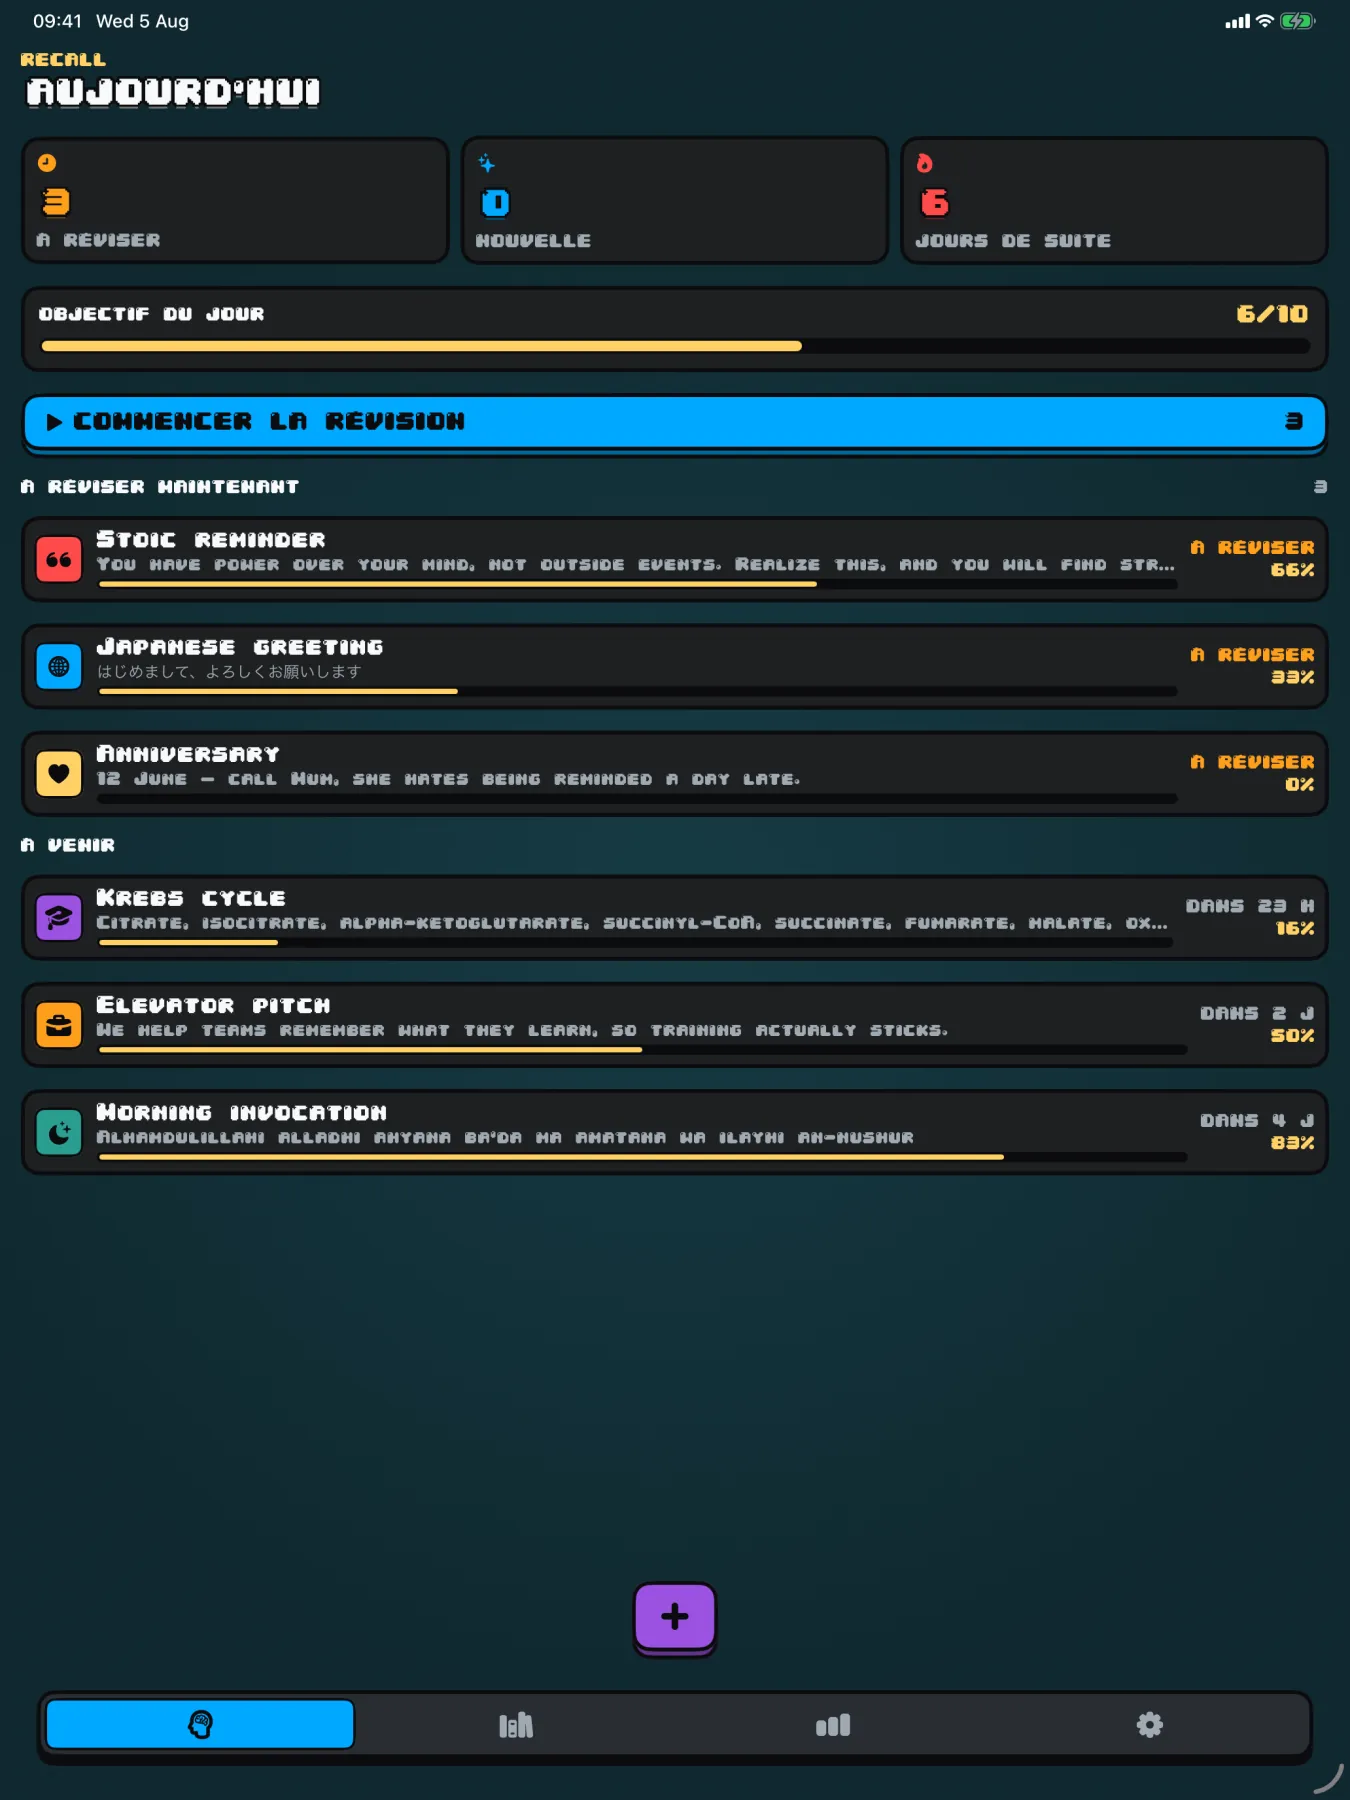 09:41 Wed 5 Aug
RECALL
AUJOURD'HUI
3
À RÉVISER
0
NOUVELLE
6
JOURS DE SUITE
OBJECTIF DU JOUR
6/10
COMMENCER LA RÉVISION
3
À RÉVISER MAINTENANT
3
Stoic reminder
You have power over your mind, not outside events. Realize this, and you will find str...
À RÉVISER
66%
Japanese greeting
はじめまして、よろしくお願いします
À RÉVISER
33%
Anniversary
12 June — call Mum, she hates being reminded a day late.
À RÉVISER
0%
À VENIR
Krebs cycle
Citrate, isocitrate, alpha-ketoglutarate, succinyl-CoA, succinate, fumarate, malate, ox...
DANS 23 H
16%
Elevator pitch
We help teams remember what they learn, so training actually sticks.
DANS 2 J
50%
Morning invocation
Alhamdulillahi alladhi ahyana ba'da ma amatana wa ilayhi an-nushur
DANS 4 J
83%